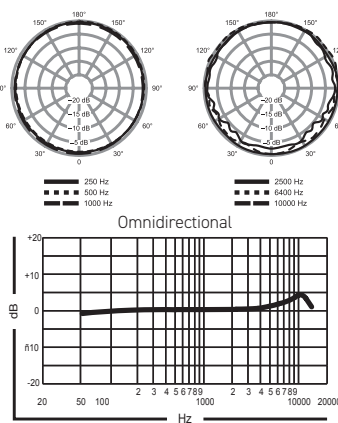 180° 180°
150° 150° 150° 150°
120° 120° 120°
0° 90° 90°
60° 60° 60°
30° 30° 30° 30°
0 0
–20 dB –20 dB
–15 dB –15 dB
–10 dB –10 dB
–5 dB –5 dB
250 Hz 2500 Hz
500 Hz 6400 Hz
1000 Hz 10000 Hz
Omnidirectional
+20
+10
dB
0
ñ10
-20
2 3 4 5 6 7 8 9 2 3 4 5 6 7 8 9
20 50 100 1000 10000 20000
Hz